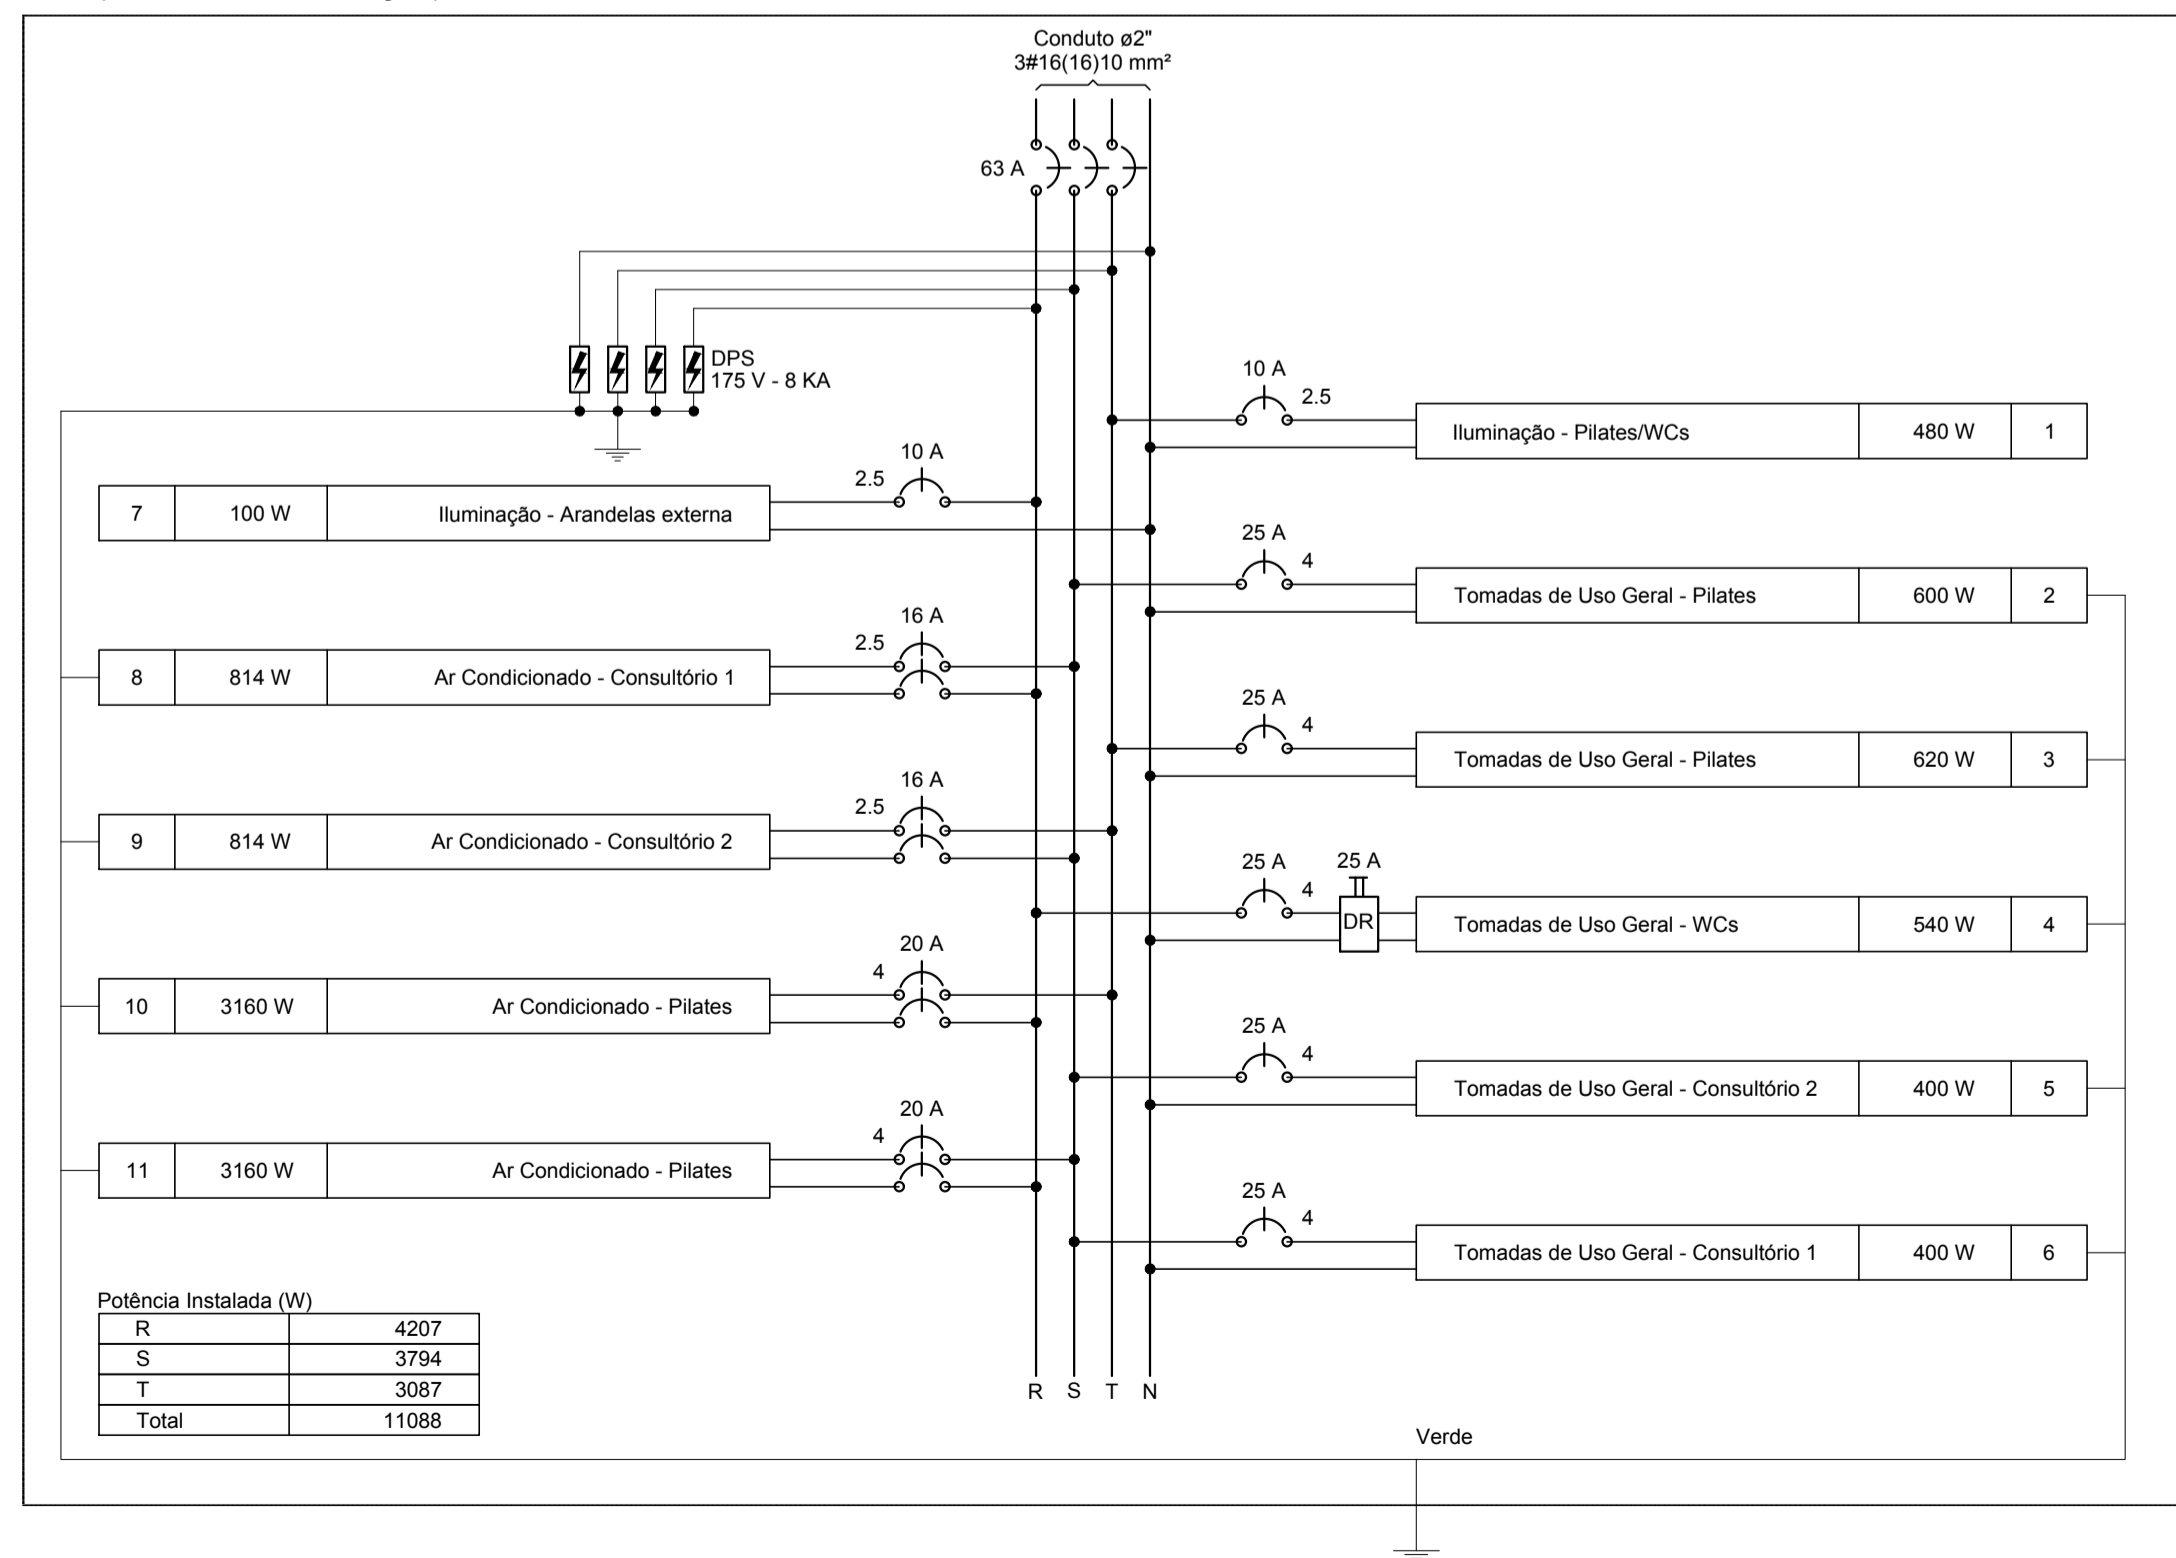 Conduto ø2"
3#16(16)10 mm²
63 A
DPS
175 V - 8 KA
10 A
2.5
Iluminação - Pilates/WCs 480 W 1
10 A
2.5
7 100 W Iluminação - Arandelas externa
25 A
4
Tomadas de Uso Geral - Pilates 600 W 2
16 A
2.5
8 814 W Ar Condicionado - Consultório 1
25 A
4
Tomadas de Uso Geral - Pilates 620 W 3
16 A
2.5
9 814 W Ar Condicionado - Consultório 2
25 A 25 A
4
DR
Tomadas de Uso Geral - WCs 540 W 4
20 A
4
10 3160 W Ar Condicionado - Pilates
25 A
4
Tomadas de Uso Geral - Consultório 2 400 W 5
20 A
4
11 3160 W Ar Condicionado - Pilates
25 A
4
Tomadas de Uso Geral - Consultório 1 400 W 6
Potência Instalada (W)
R 4207
S 3794
T 3087
Total 11088
R S T N
Verde